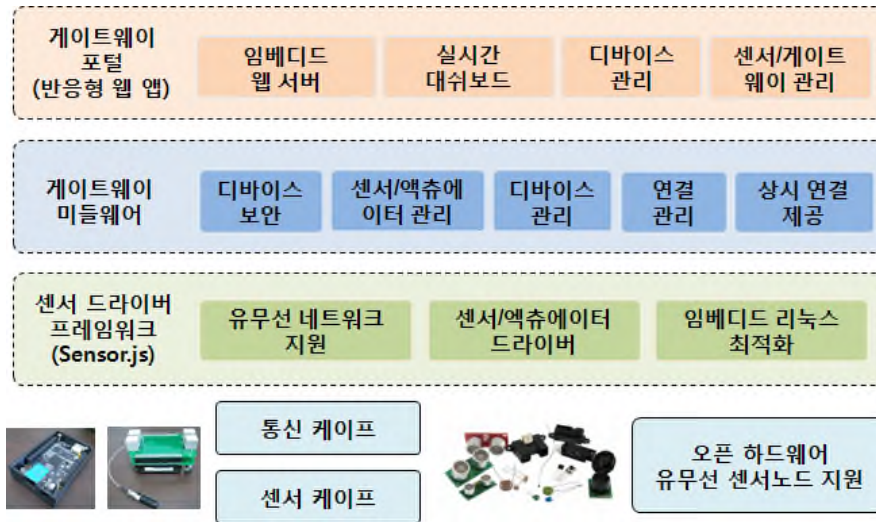 게이트웨이
포털
(반응형 웹 앱)
임베디드
웹 서버
실시간
대쉬보드
디바이스
관리
센서/게이트
웨이 관리
게이트웨이
미들웨어
디바이스
보안
센서/액츄에
이터 관리
디바이스
관리
연결
관리
상시 연결
제공
센서 드라이버
프레임워크
(Sensor.js)
유무선 네트워크
지원
센서/엑츄에이터
드라이버
임베디드 리눅스
최적화
통신 케이프
센서 케이프
오픈 하드웨어
유무선 센서노드 지원